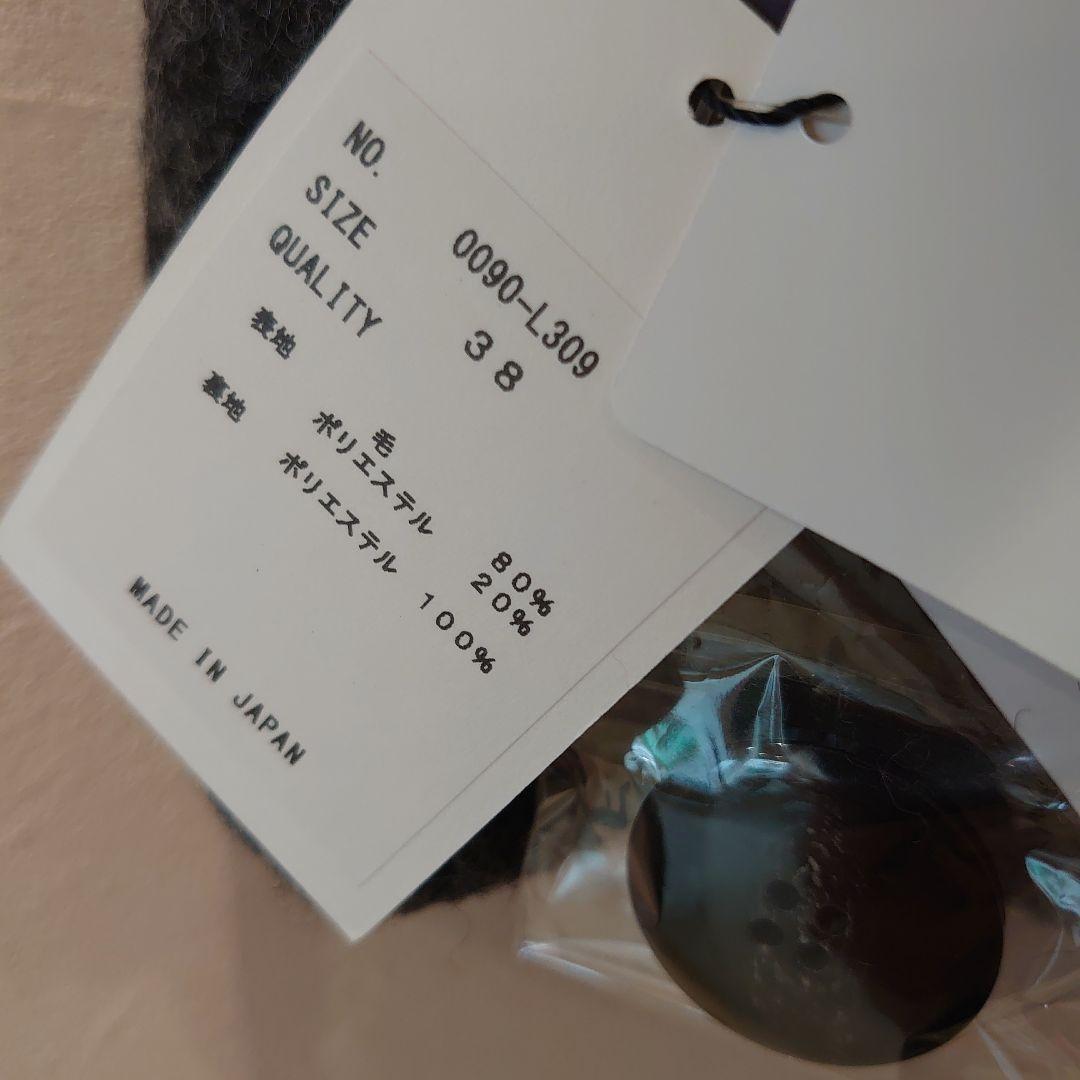 NO. 0090-L309
SIZE 38
QUALITY
表地 毛 80%
ポリエステル 20%
裏地 ポリエステル 100%
MADE IN JAPAN